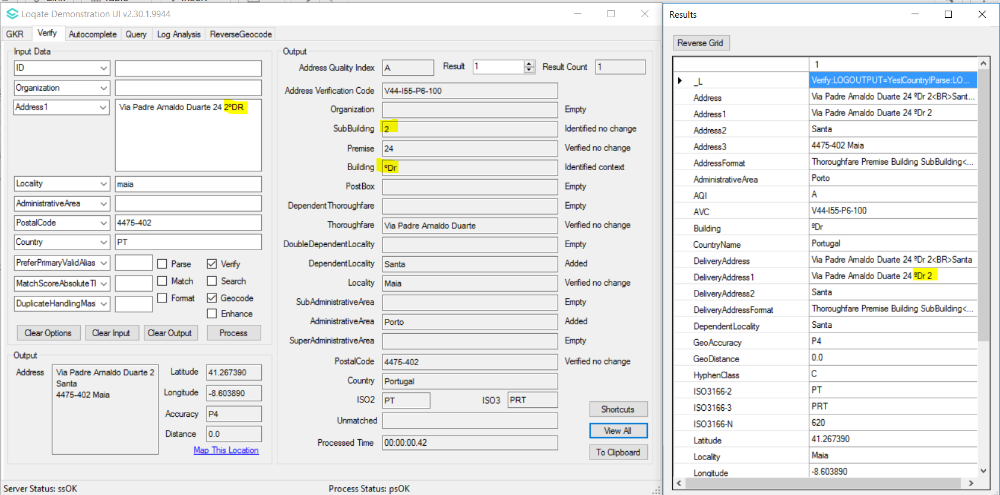 Loqate Demonstration UI v2.30.1.9944
GKR
Verify
Autocomplete
Query
Log Analysis
ReverseGeocode
Input Data
ID
Organization
Address1
Via Padre Arnaldo Duarte 24 2ºDR
Locality
maia
AdministrativeArea
PostalCode
4475-402
Country
PT
PreferPrimaryValidAlias
Parse
Verify
MatchScoreAbsoluteTl
Match
Search
DuplicateHandlingMas
Format
Geocode
Enhance
Clear Options
Clear Input
Clear Output
Process
Output
Address
Via Padre Arnaldo Duarte 2
Santa
4475-402 Maia
Latitude
41.267390
Longitude
-8.603890
Accuracy
P4
Distance
0.0
Map This Location
Output
Address Quality Index
A
Result
1
Result Count
1
Address Verification Code
V44-I55-P6-100
Organization
Empty
SubBuilding
2
Identified no change
Premise
24
Verified no change
Building
ºDr
Identified context
PostBox
Empty
DependentThoroughfare
Empty
Thoroughfare
Via Padre Arnaldo Duarte
Verified no change
DoubleDependentLocality
Empty
DependentLocality
Santa
Added
Locality
Maia
Verified no change
SubAdministrativeArea
Empty
AdministrativeArea
Porto
Added
SuperAdministrativeArea
Empty
PostalCode
4475-402
Verified no change
Country
Portugal
ISO2
PT
ISO3
PRT
Unmatched
Processed Time
00:00:00.42
Shortcuts
View All
To Clipboard
Server Status: ssOK
Process Status: psOK
Results
Reverse Grid
1
_L
Verify:LOGOUTPUT=Yes|Country|Parse:LO...
Address
Via Padre Arnaldo Duarte 24 ºDr 2<BR>Sant...
Address1
Via Padre Arnaldo Duarte 24 ºDr 2
Address2
Santa
Address3
4475-402 Maia
AddressFormat
Thoroughfare Premise Building SubBuilding<...
AdministrativeArea
Porto
AQI
A
AVC
V44-I55-P6-100
Building
ºDr
CountryName
Portugal
DeliveryAddress
Via Padre Arnaldo Duarte 24 ºDr 2<BR>Santa
DeliveryAddress1
Via Padre Arnaldo Duarte 24 ºDr 2
DeliveryAddress2
Santa
DeliveryAddressFormat
Thoroughfare Premise Building SubBuilding<...
DependentLocality
Santa
GeoAccuracy
P4
GeoDistance
0.0
HyphenClass
C
ISO3166-2
PT
ISO3166-3
PRT
ISO3166-N
620
Latitude
41.267390
Locality
Maia
Longitude
-8.603890